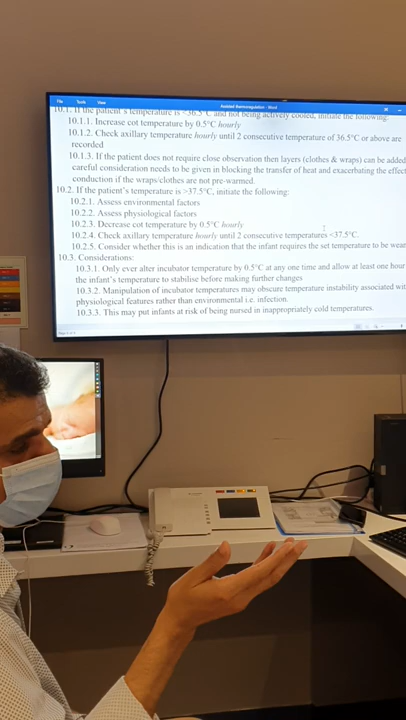 File Tools View
Assisted thermoregulation - Word
10.1. If the patient's temperature is <36.5°C and not being actively cooled, initiate the following:
10.1.1. Increase cot temperature by 0.5°C hourly
10.1.2. Check axillary temperature hourly until 2 consecutive temperature of 36.5°C or above are
recorded
10.1.3. If the patient does not require close observation then layers (clothes & wraps) can be added
careful consideration needs to be given in blocking the transfer of heat and exacerbating the effect
conduction if the wraps/clothes are not pre-warmed.
10.2. If the patient's temperature is >37.5°C, initiate the following:
10.2.1. Assess environmental factors
10.2.2. Assess physiological factors
10.2.3. Decrease cot temperature by 0.5°C hourly
10.2.4. Check axillary temperature hourly until 2 consecutive temperatures <37.5°C.
10.2.5. Consider whether this is an indication that the infant requires the set temperature to be wean
10.3. Considerations:
10.3.1. Only ever alter incubator temperature by 0.5°C at any one time and allow at least one hour
the infant's temperature to stabilise before making further changes
10.3.2. Manipulation of incubator temperatures may obscure temperature instability associated wit
physiological features rather than environmental i.e. infection.
10.3.3. This may put infants at risk of being nursed in inappropriately cold temperatures.